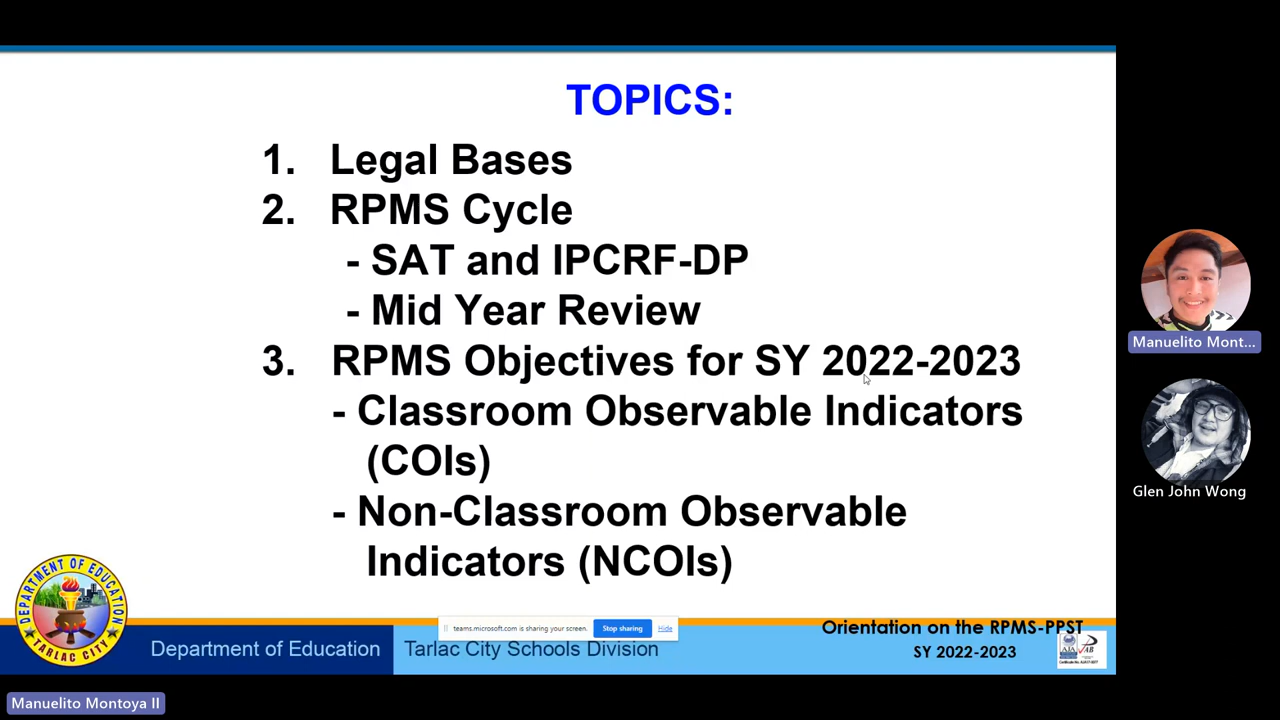 TOPICS:
1. Legal Bases
2. RPMS Cycle
- SAT and IPCRF-DP
- Mid Year Review
3. RPMS Objectives for SY 2022-2023
- Classroom Observable Indicators
(COIs)
- Non-Classroom Observable
Indicators (NCOIs)
Manuelito Mont...
Glen John Wong
DEPARTMENT OF EDUCATION
TARLAC CITY
Department of Education
Tarlac City Schools Division
teams.microsoft.com is sharing your screen.
Stop sharing
Hide
Orientation on the RPMS-PPST
SY 2022-2023
AJA
Manuelito Montoya II